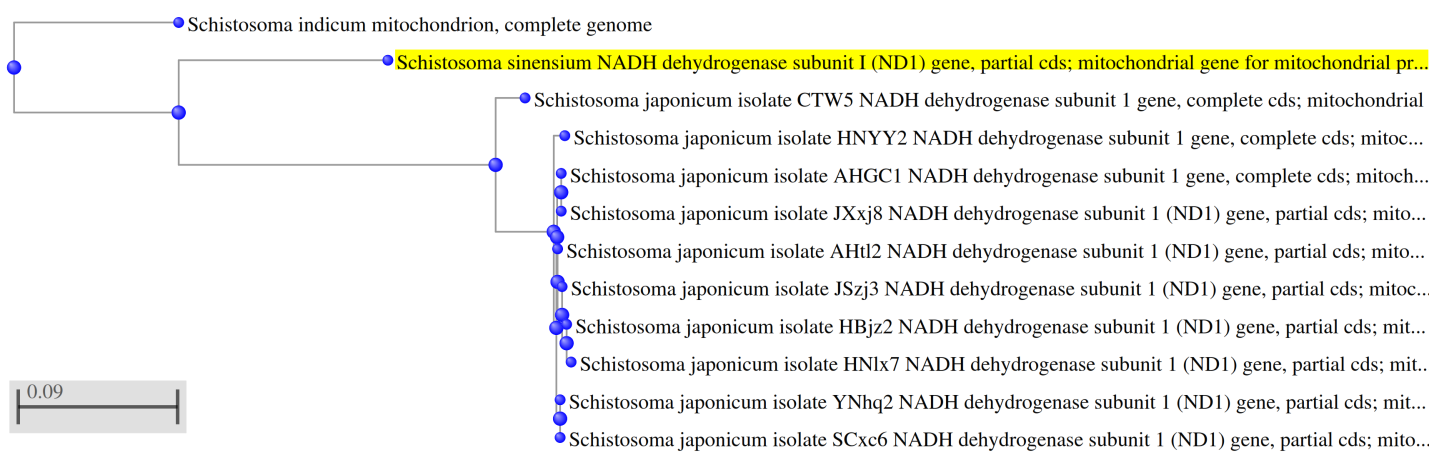 Schistosoma indicum mitochondrion, complete genome
Schistosoma sinensium NADH dehydrogenase subunit I (ND1) gene, partial cds; mitochondrial gene for mitochondrial pr...
Schistosoma japonicum isolate CTW5 NADH dehydrogenase subunit 1 gene, complete cds; mitochondrial
Schistosoma japonicum isolate HNYY2 NADH dehydrogenase subunit 1 gene, complete cds; mitoc...
Schistosoma japonicum isolate AHGC1 NADH dehydrogenase subunit 1 gene, complete cds; mitoch...
Schistosoma japonicum isolate JXxj8 NADH dehydrogenase subunit 1 (ND1) gene, partial cds; mito...
Schistosoma japonicum isolate AHtl2 NADH dehydrogenase subunit 1 (ND1) gene, partial cds; mito...
Schistosoma japonicum isolate JSzj3 NADH dehydrogenase subunit 1 (ND1) gene, partial cds; mitoc...
Schistosoma japonicum isolate HBjz2 NADH dehydrogenase subunit 1 (ND1) gene, partial cds; mit...
Schistosoma japonicum isolate HNlx7 NADH dehydrogenase subunit 1 (ND1) gene, partial cds; mit..
0.09
Schistosoma japonicum isolate YNhq2 NADH dehydrogenase subunit 1 (ND1) gene, partial cds; mit...
Schistosoma japonicum isolate SCxc6 NADH dehydrogenase subunit 1 (ND1) gene, partial cds; mito...